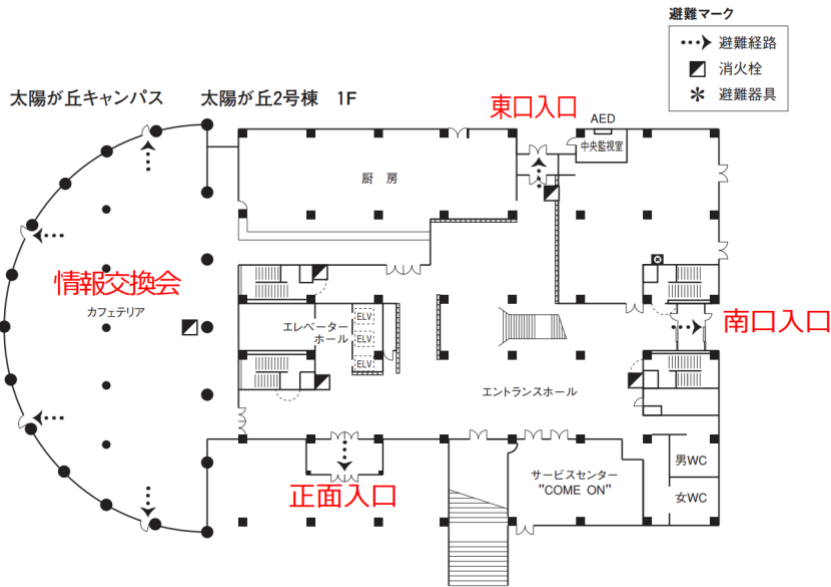 避難マーク
避難経路
消火栓
避難器具
太陽が丘キャンパス 太陽が丘2号棟 1F
東口入口
AED
中央監視室
厨房
情報交換会
カフェテリア
エレベーター
ホール
ELV
ELV
ELV
南口入口
エントランスホール
正面入口
サービスセンター
"COME ON"
男WC
女WC